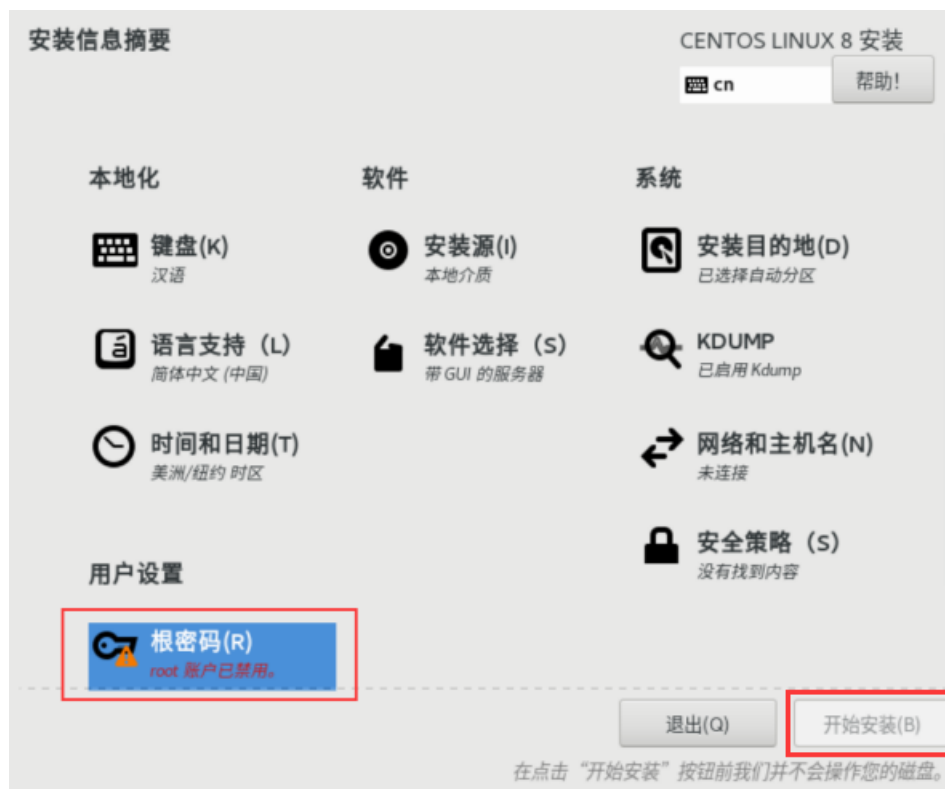 安装信息摘要
CENTOS LINUX 8 安装
cn
帮助!
本地化
软件
系统
键盘(K)
汉语
安装源(I)
本地介质
安装目的地(D)
已选择自动分区
语言支持（L）
简体中文 (中国)
软件选择（S）
带 GUI 的服务器
KDUMP
已启用 Kdump
时间和日期(T)
美洲/纽约 时区
网络和主机名(N)
未连接
安全策略（S）
没有找到内容
用户设置
根密码(R)
root 账户已禁用。
退出(Q)
开始安装(B)
在点击“开始安装”按钮前我们并不会操作您的磁盘。